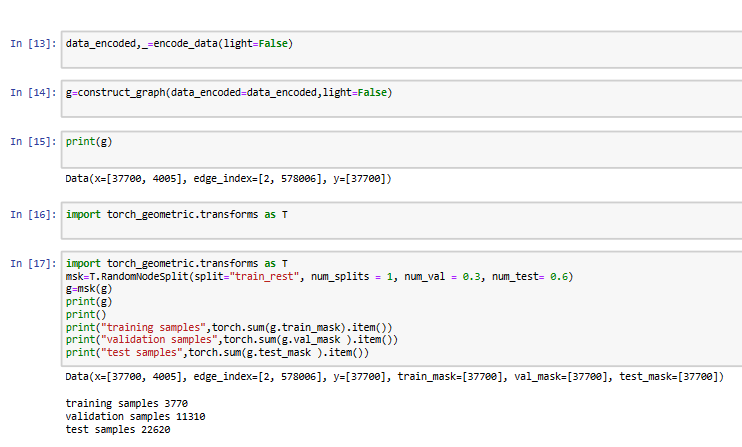 In [13]: data_encoded,_=encode_data(light=False)
In [14]: g=construct_graph(data_encoded=data_encoded,light=False)
In [15]: print(g)
Data(x=[37700, 4005], edge_index=[2, 578006], y=[37700])
In [16]: import torch_geometric.transforms as T
In [17]: import torch_geometric.transforms as T
msk=T.RandomNodeSplit(split="train_rest", num_splits = 1, num_val = 0.3, num_test= 0.6)
g=msk(g)
print(g)
print()
print("training samples",torch.sum(g.train_mask).item())
print("validation samples",torch.sum(g.val_mask ).item())
print("test samples",torch.sum(g.test_mask ).item())
Data(x=[37700, 4005], edge_index=[2, 578006], y=[37700], train_mask=[37700], val_mask=[37700], test_mask=[37700])
training samples 3770
validation samples 11310
test samples 22620